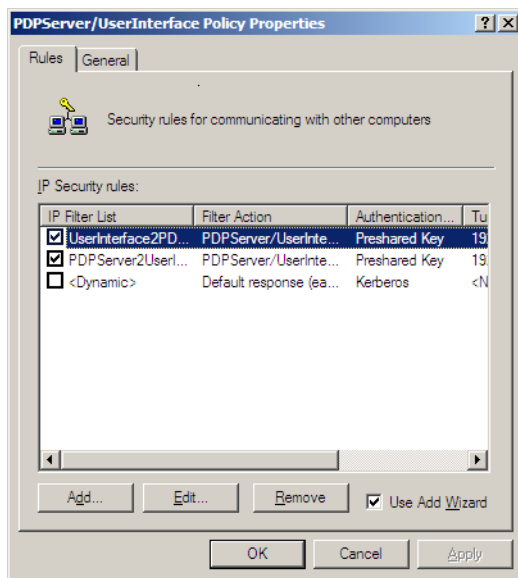 PDPServer/UserInterface Policy Properties
Rules General
Security rules for communicating with other computers
IP Security rules:
IP Filter List Filter Action Authentication... Tu
UserInterface2PD... PDPServer/UserInte... Preshared Key 19
PDPServer2UserI... PDPServer/UserInte... Preshared Key 19
<Dynamic> Default response (ea... Kerberos <N
Add... Edit... Remove Use Add Wizard
OK Cancel Apply